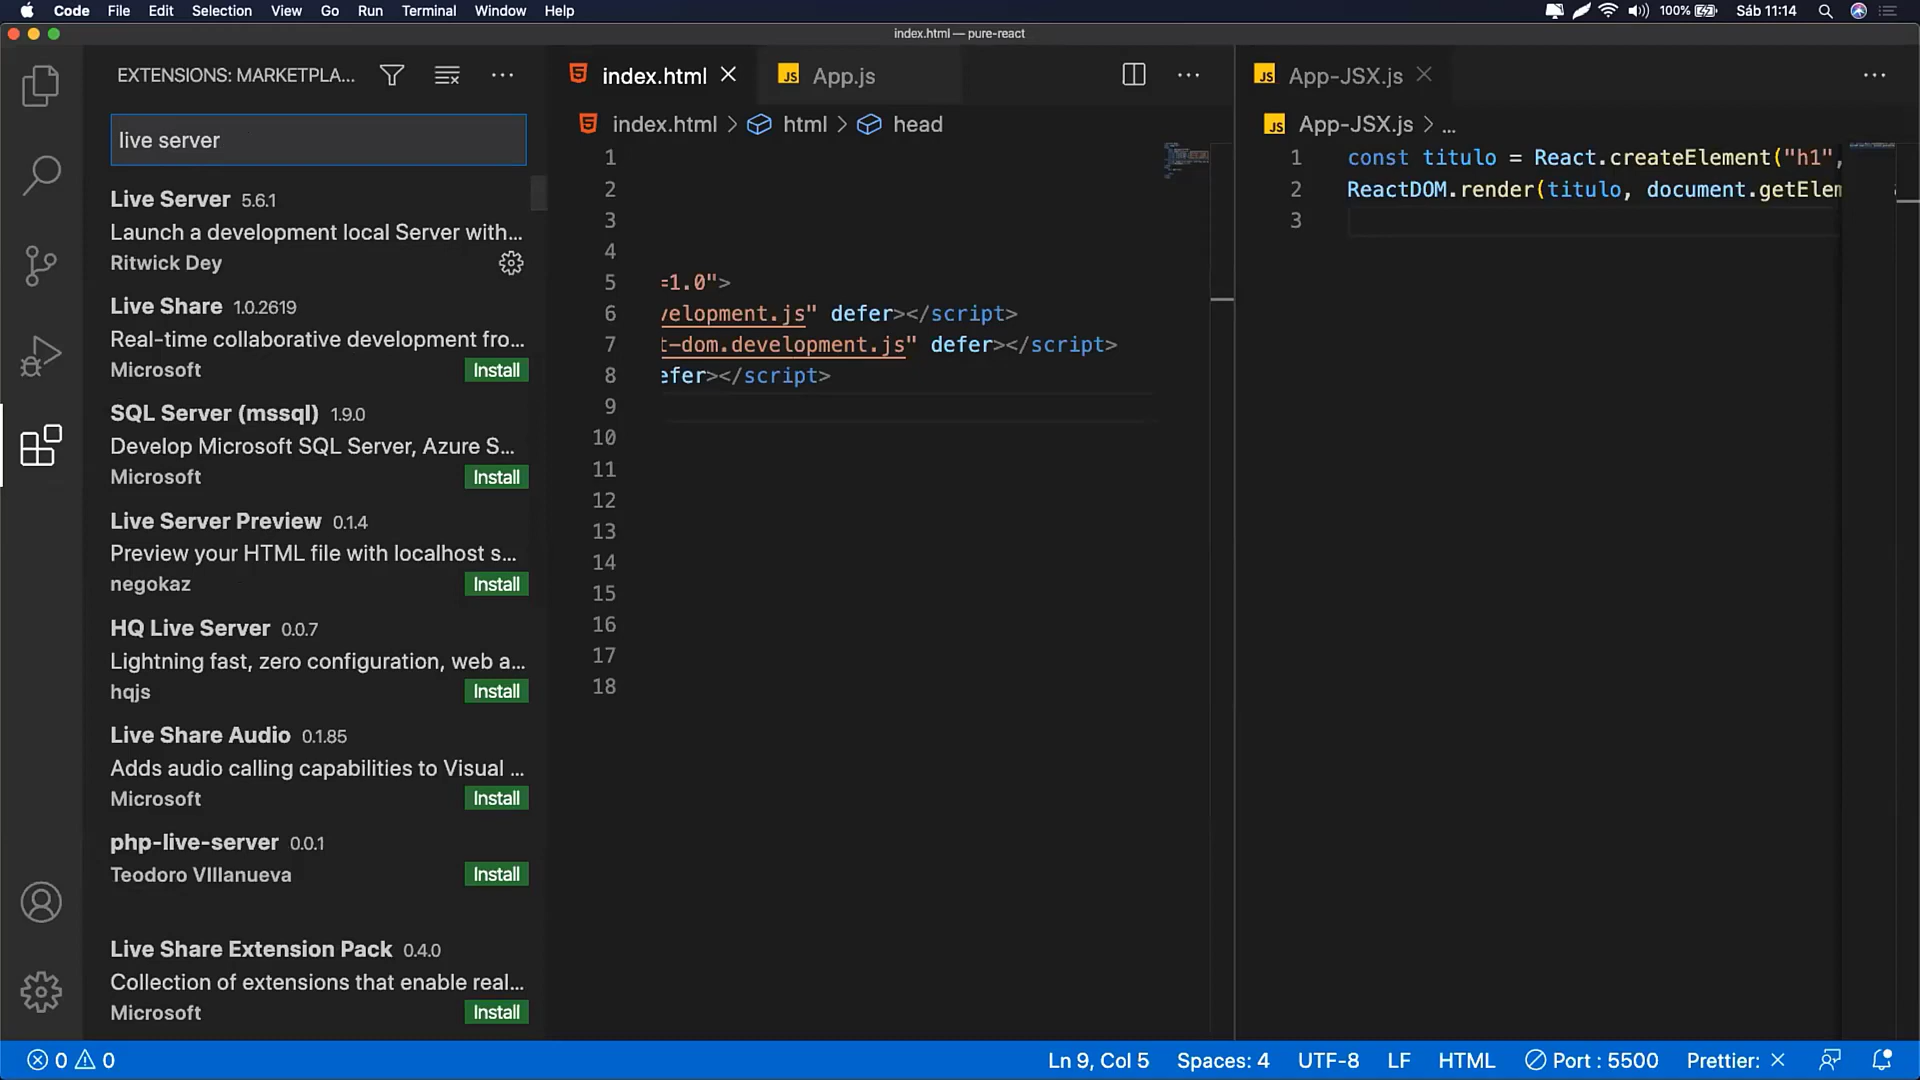 Code File Edit Selection View Go Run Terminal Window Help 100% Sáb 11:14
index.html — pure-react
EXTENSIONS: MARKETPLA...
live server
Live Server 5.6.1
Launch a development local Server with...
Ritwick Dey
Live Share 1.0.2619
Real-time collaborative development fro...
Microsoft Install
SQL Server (mssql) 1.9.0
Develop Microsoft SQL Server, Azure S...
Microsoft Install
Live Server Preview 0.1.4
Preview your HTML file with localhost s...
negokaz Install
HQ Live Server 0.0.7
Lightning fast, zero configuration, web a...
hqjs Install
Live Share Audio 0.1.85
Adds audio calling capabilities to Visual ...
Microsoft Install
php-live-server 0.0.1
Teodoro VIllanueva Install
Live Share Extension Pack 0.4.0
Collection of extensions that enable real...
Microsoft Install
index.html JS App.js
index.html > html > head
1
2
3
4
5 =1.0">
6 velopment.js" defer></script>
7 t-dom.development.js" defer></script>
8 efer></script>
9
10
11
12
13
14
15
16
17
18
JS App-JSX.js
JS App-JSX.js > ...
1 const titulo = React.createElement("h1",
2 ReactDOM.render(titulo, document.getElem
3
0 0 Ln 9, Col 5 Spaces: 4 UTF-8 LF HTML Port : 5500 Prettier: ×